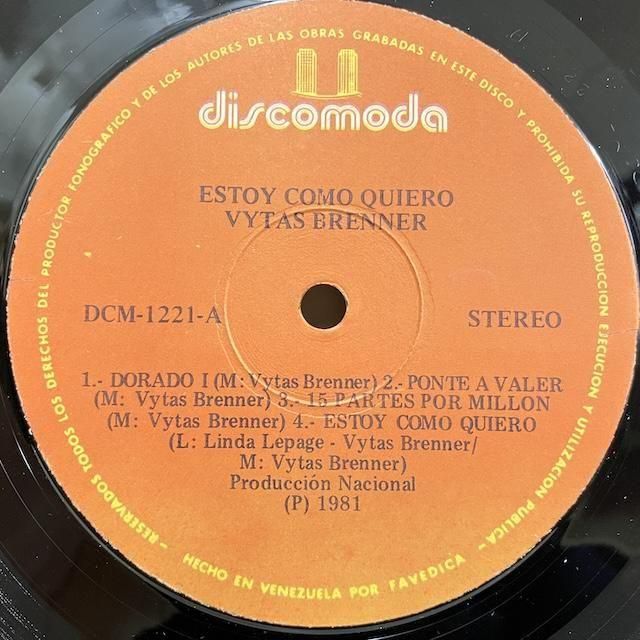 discomoda
ESTOY COMO QUIERO
VYTAS BRENNER
DCM-1221-A
STEREO
1.- DORADO I (M: Vytas Brenner) 2.- PONTE A VALER
(M: Vytas Brenner) 3.- 15 PARTES POR MILLON
(M: Vytas Brenner) 4.- ESTOY COMO QUIERO
(L: Linda Lepage - Vytas Brenner/
M: Vytas Brenner)
Producción Nacional
(P) 1981
-RESERVADOS TODOS LOS DERECHOS DEL PRODUCTOR FONOGRAFICO Y DE LOS AUTORES DE LAS OBRAS GRABADAS EN ESTE DISCO Y PROHIBIDA SU REPRODUCCION EJECUCION Y UTILIZACION PUBLICA-
HECHO EN VENEZUELA POR FAVEDICA